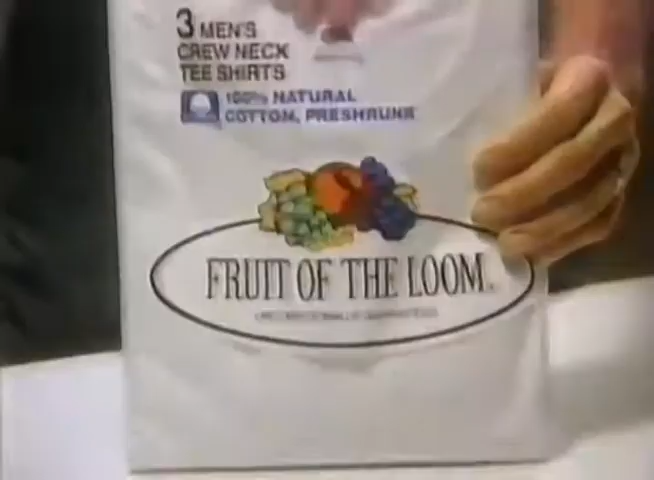 3 MEN'S
CREW NECK
TEE SHIRTS
100% NATURAL
COTTON, PRESHRUNK
FRUIT OF THE LOOM